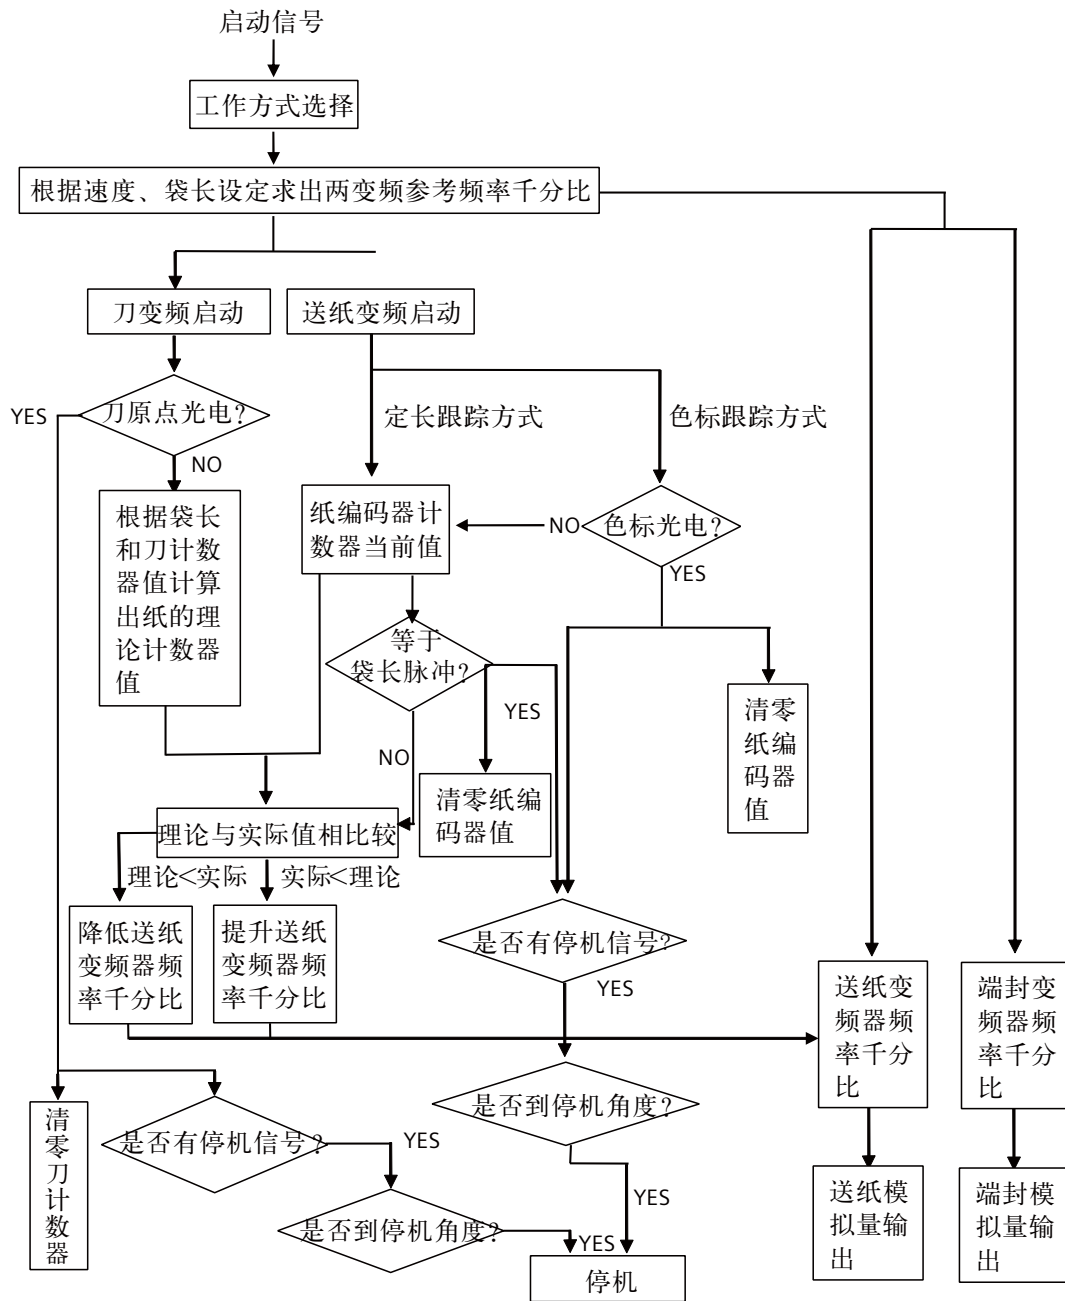 启动信号
工作方式选择
根据速度、袋长设定求出两变频参考频率千分比
刀变频启动
送纸变频启动
YES
刀原点光电?
定长跟踪方式
色标跟踪方式
NO
根据袋长
和刀计数
器值计算
出纸的理
论计数器
值
纸编码器计
数器当前值
NO
色标光电?
YES
等于
袋长脉冲?
YES
NO
清零
纸编
码器
值
清零纸编
码器值
理论与实际值相比较
理论<实际
实际<理论
降低送纸
变频器频
率千分比
提升送纸
变频器频
率千分比
是否有停机信号?
YES
送纸变
频器频
率千分
比
端封变
频器频
率千分
比
是否到停机角度?
清
零
刀
计
数
器
是否有停机信号?
YES
YES
送纸模
拟量输
出
端封模
拟量输
出
是否到停机角度?
YES
停机